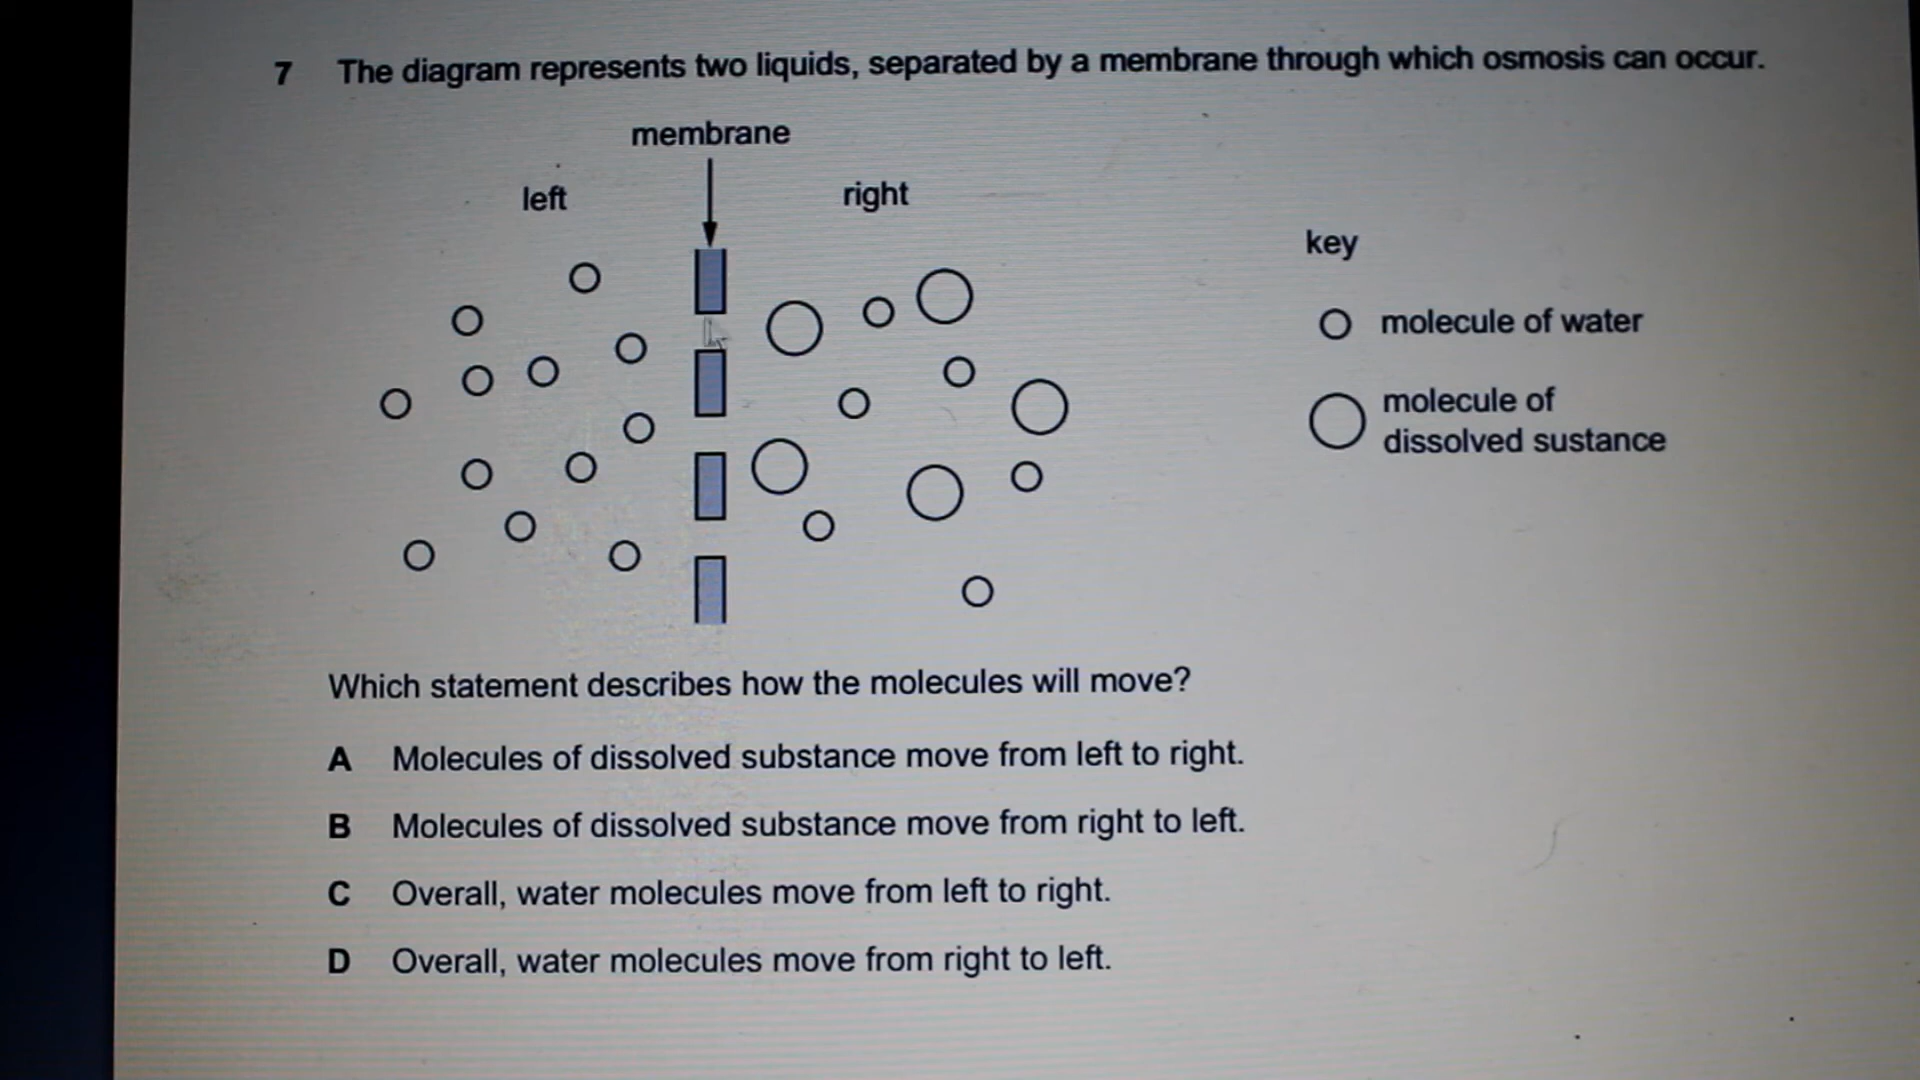 7 The diagram represents two liquids, separated by a membrane through which osmosis can occur.
membrane
left
right
key
molecule of water
molecule of
dissolved sustance
Which statement describes how the molecules will move?
A Molecules of dissolved substance move from left to right.
B Molecules of dissolved substance move from right to left.
C Overall, water molecules move from left to right.
D Overall, water molecules move from right to left.